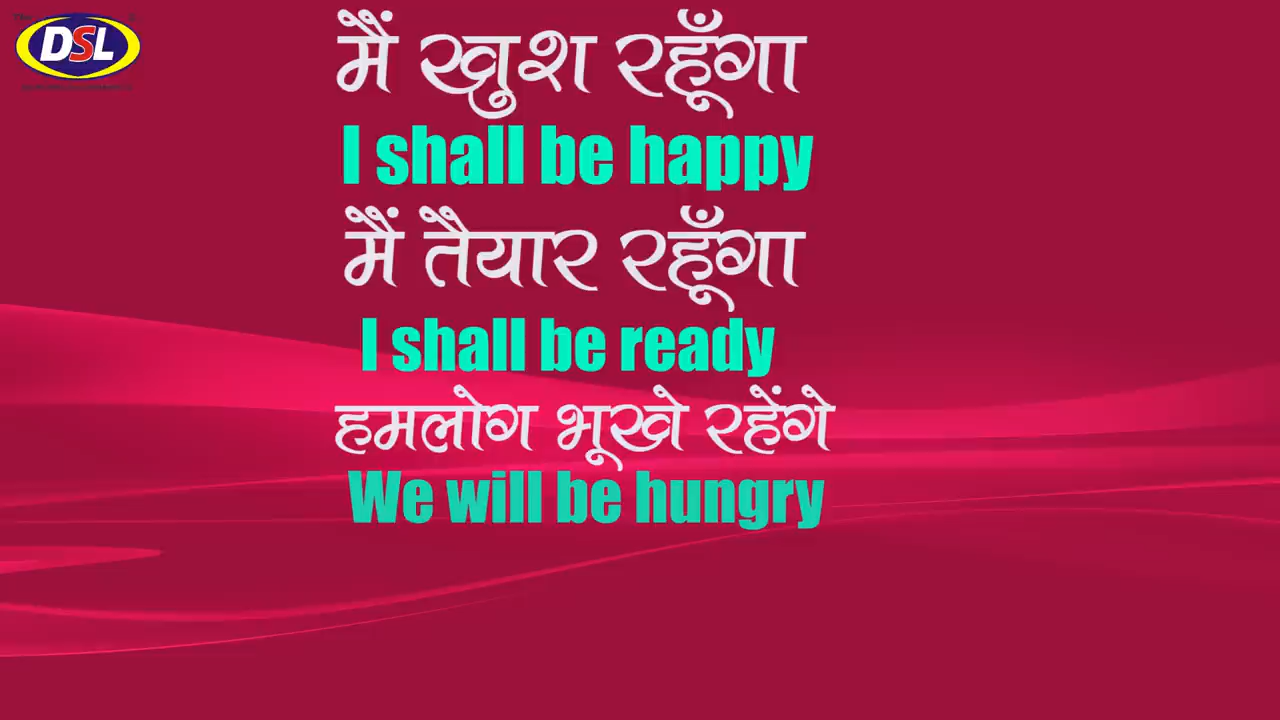 DSL
मैं खुश रहूँगा
I shall be happy
मैं तैयार रहूँगा
I shall be ready
हमलोग भूखे रहेंगे
We will be hungry